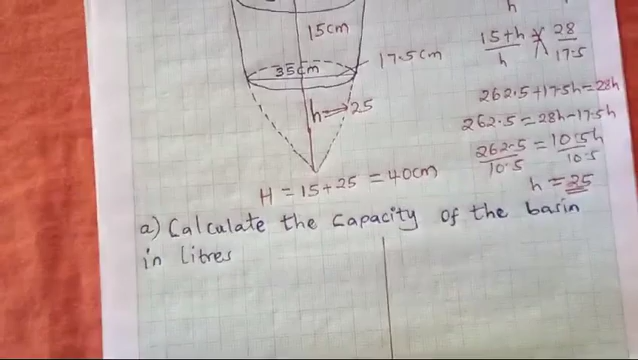 h
15cm
15+h
h
28
17.5
17.5cm
35cm
262.5+17.5h=28h
h⇒25
262.5=28h-17.5h
262.5 = 10.5h
10.5 10.5
h = 25
H = 15+25 = 40cm
a) Calculate the capacity of the basin
in litres